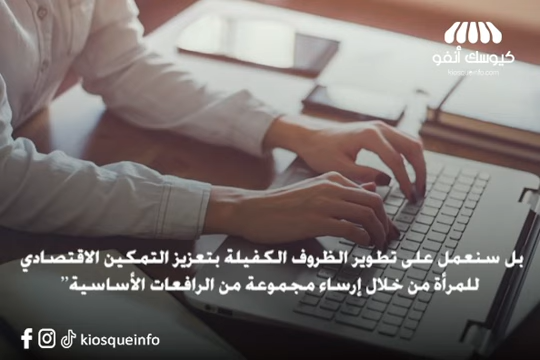 كيوسك أنفو
kiosqueinfo.com
بل سنعمل على تطوير الظروف الكفيلة بتعزيز التمكين الاقتصادي
للمرأة من خلال إرساء مجموعة من الرافعات الأساسية”
kiosqueinfo